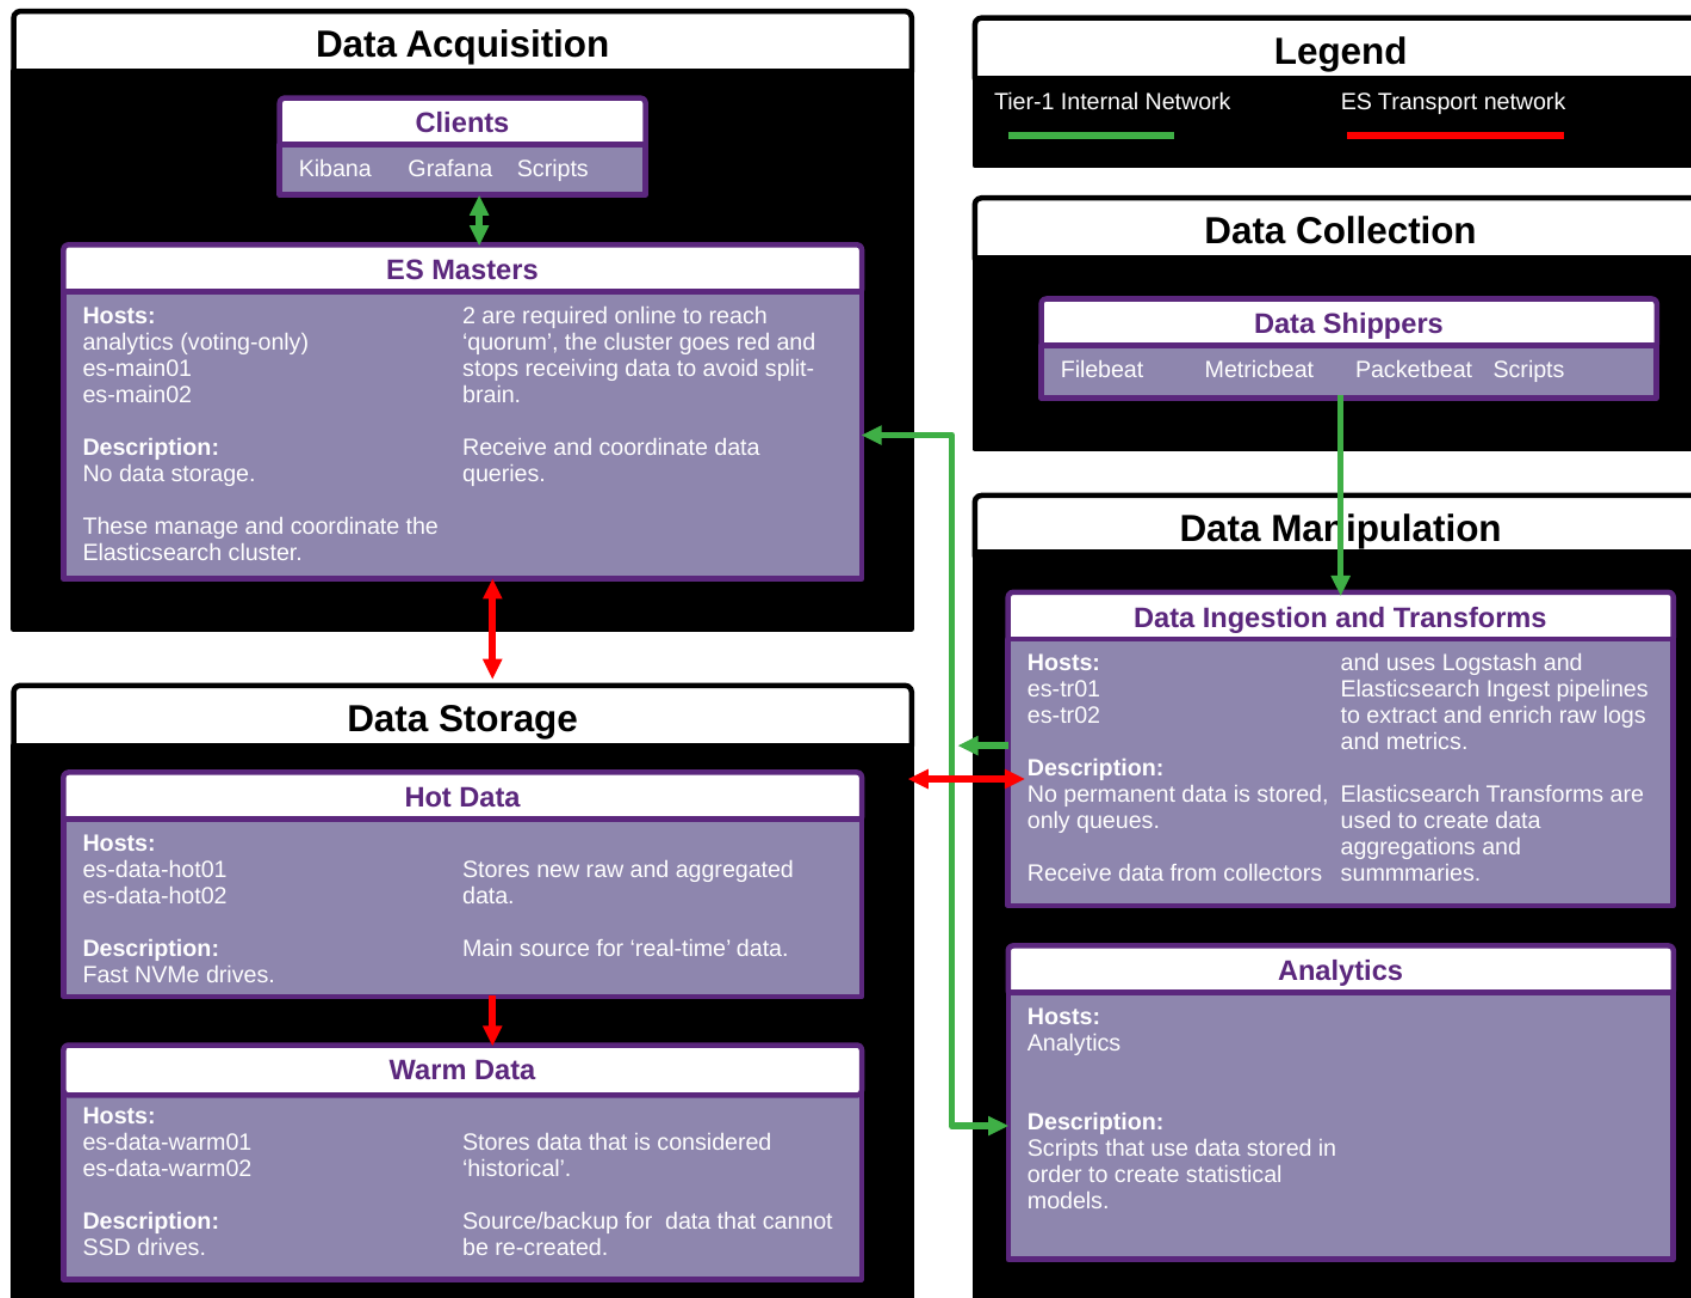 Data Acquisition
Clients
Kibana Grafana Scripts
ES Masters
Hosts:
analytics (voting-only)
es-main01
es-main02
Description:
No data storage.
These manage and coordinate the
Elasticsearch cluster.
2 are required online to reach
‘quorum’, the cluster goes red and
stops receiving data to avoid split-
brain.
Receive and coordinate data
queries.
Data Storage
Hot Data
Hosts:
es-data-hot01
es-data-hot02
Description:
Fast NVMe drives.
Stores new raw and aggregated
data.
Main source for ‘real-time’ data.
Warm Data
Hosts:
es-data-warm01
es-data-warm02
Description:
SSD drives.
Stores data that is considered
‘historical’.
Source/backup for  data that cannot
be re-created.
Legend
Tier-1 Internal Network ES Transport network
Data Collection
Data Shippers
Filebeat Metricbeat Packetbeat Scripts
Data Manipulation
Data Ingestion and Transforms
Hosts:
es-tr01
es-tr02
Description:
No permanent data is stored,
only queues.
Receive data from collectors
and uses Logstash and
Elasticsearch Ingest pipelines
to extract and enrich raw logs
and metrics.
Elasticsearch Transforms are
used to create data
aggregations and
summmaries.
Analytics
Hosts:
Analytics
Description:
Scripts that use data stored in
order to create statistical
models.